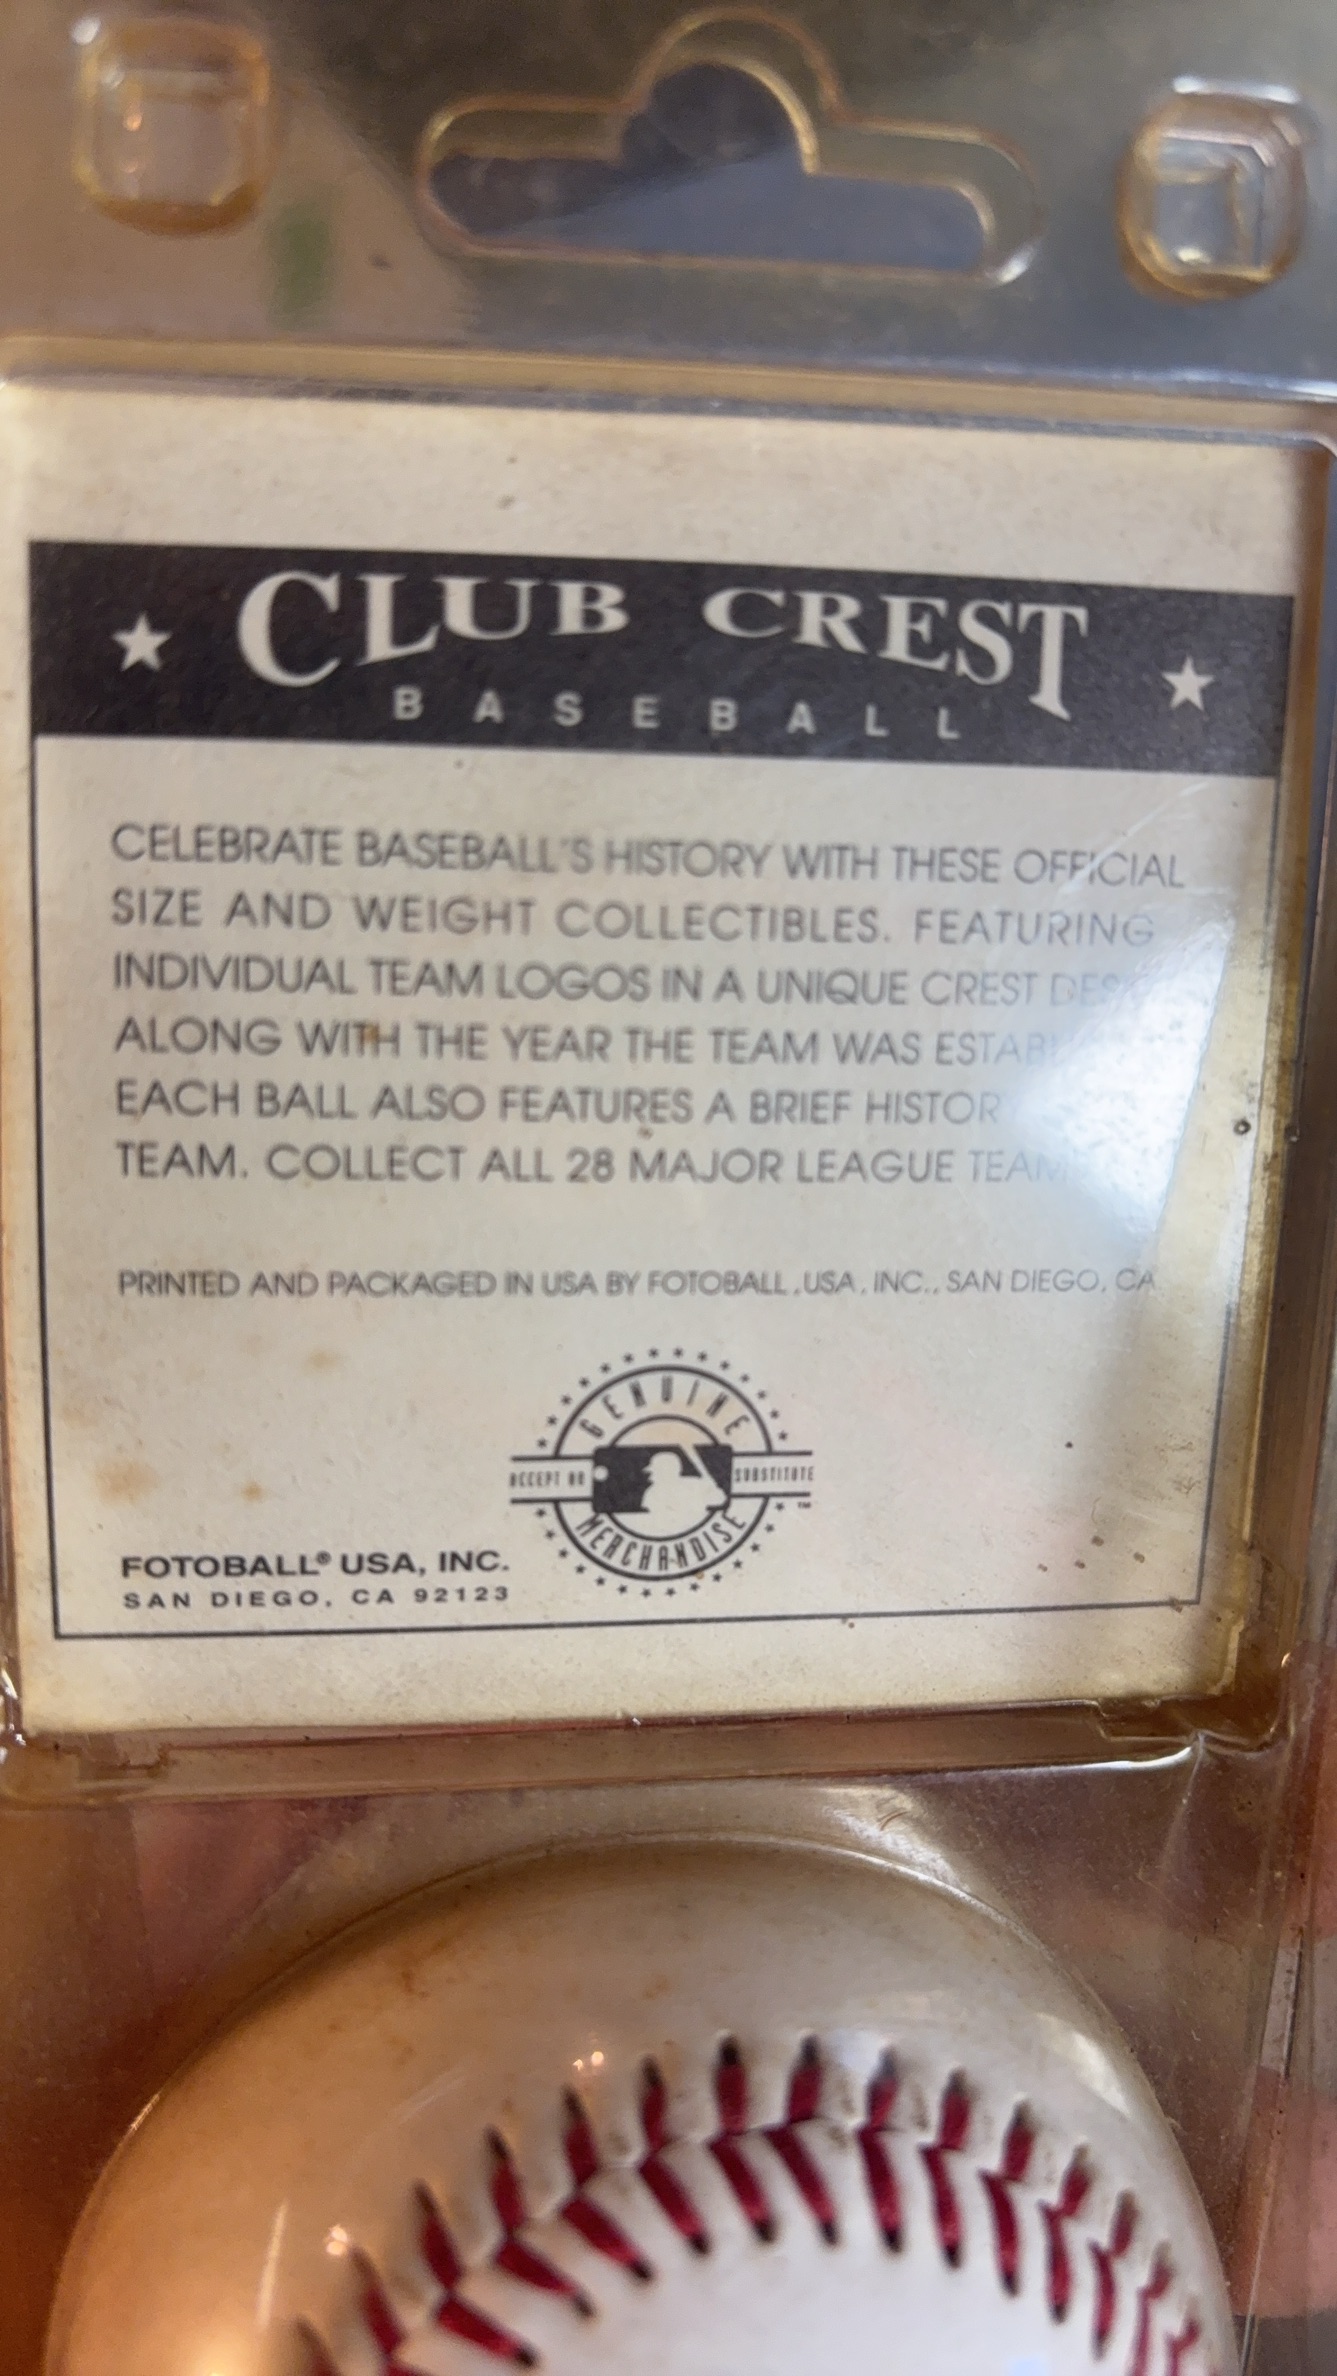 CLUB CREST
BASEBALL
CELEBRATE BASEBALL'S HISTORY WITH THESE OFFICIAL
SIZE AND WEIGHT COLLECTIBLES. FEATURING
INDIVIDUAL TEAM LOGOS IN A UNIQUE CREST
ALONG WITH THE YEAR THE TEAM WAS
EACH BALL ALSO FEATURES A BRIEF
TEAM. COLLECT ALL 28 MAJOR LEAGUE
PRINTED AND PACKAGED IN USA BY FOTOBALL, USA, INC., SAN DIEGO, CA
GENUINE
ACCEPT NO SUBSTITUTE
™
MERCHANDISE
FOTOBALL® USA, INC.
SAN DIEGO, CA 92123